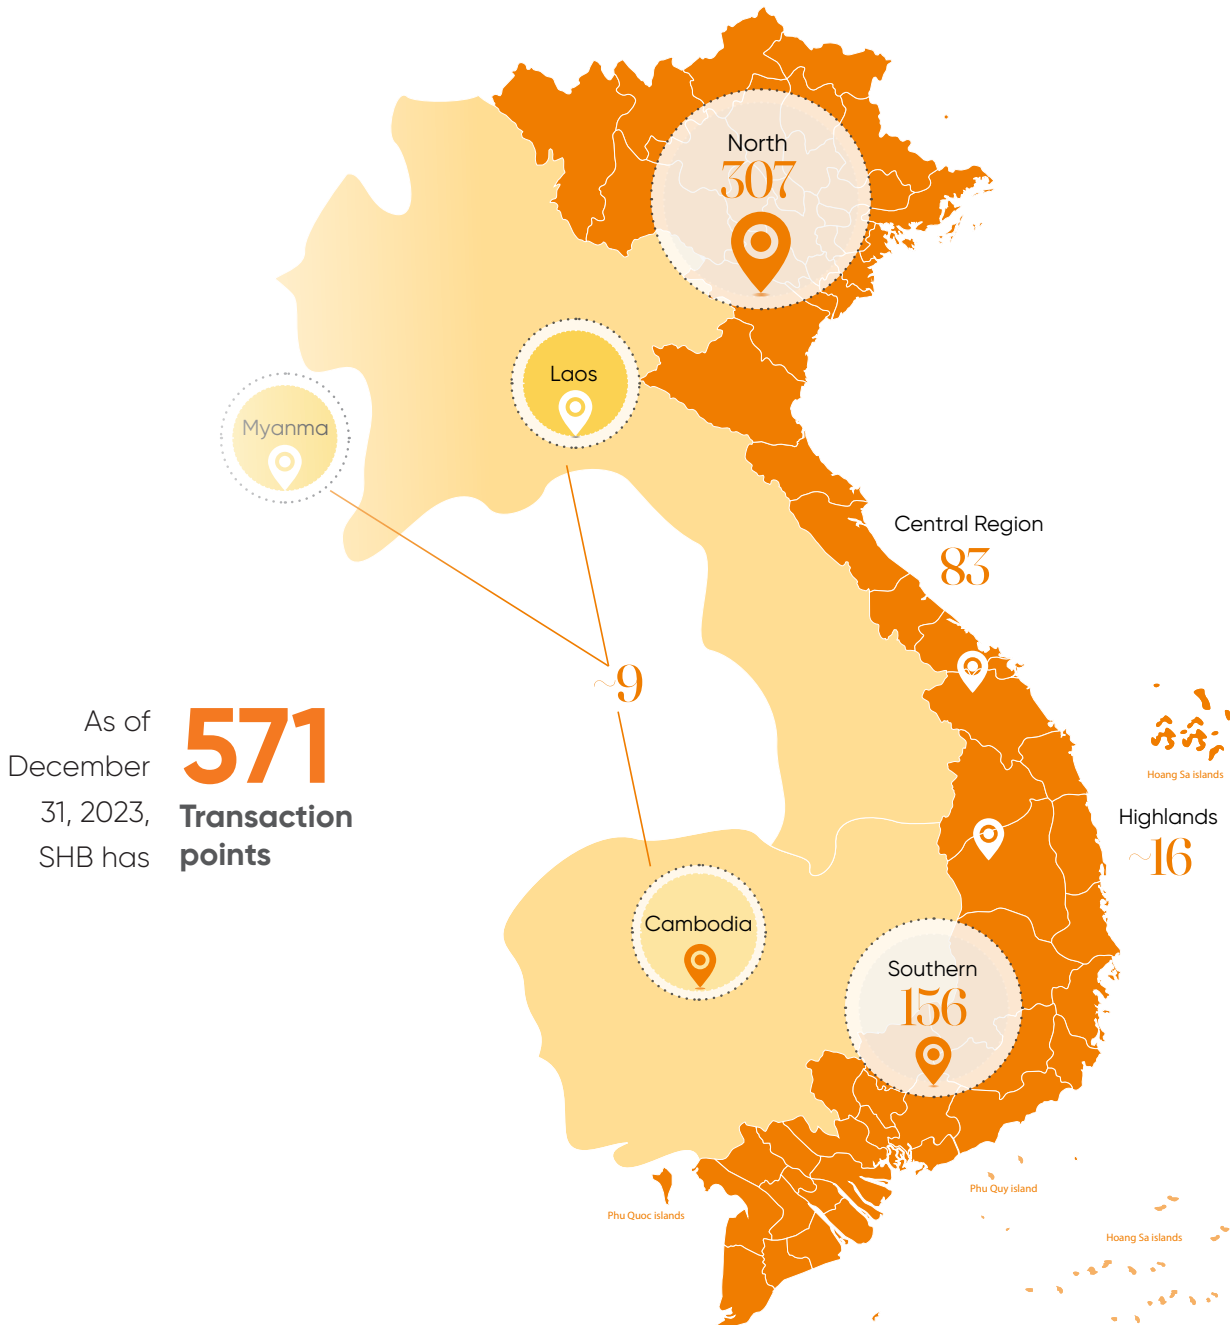 North
307
Laos
Myanma
Central Region
83
~9
As of
December
31, 2023,
SHB has
571
Transaction
points
Hoang Sa islands
Highlands
~16
Cambodia
Southern
156
Phu Quoc islands
Phu Quy island
Hoang Sa islands